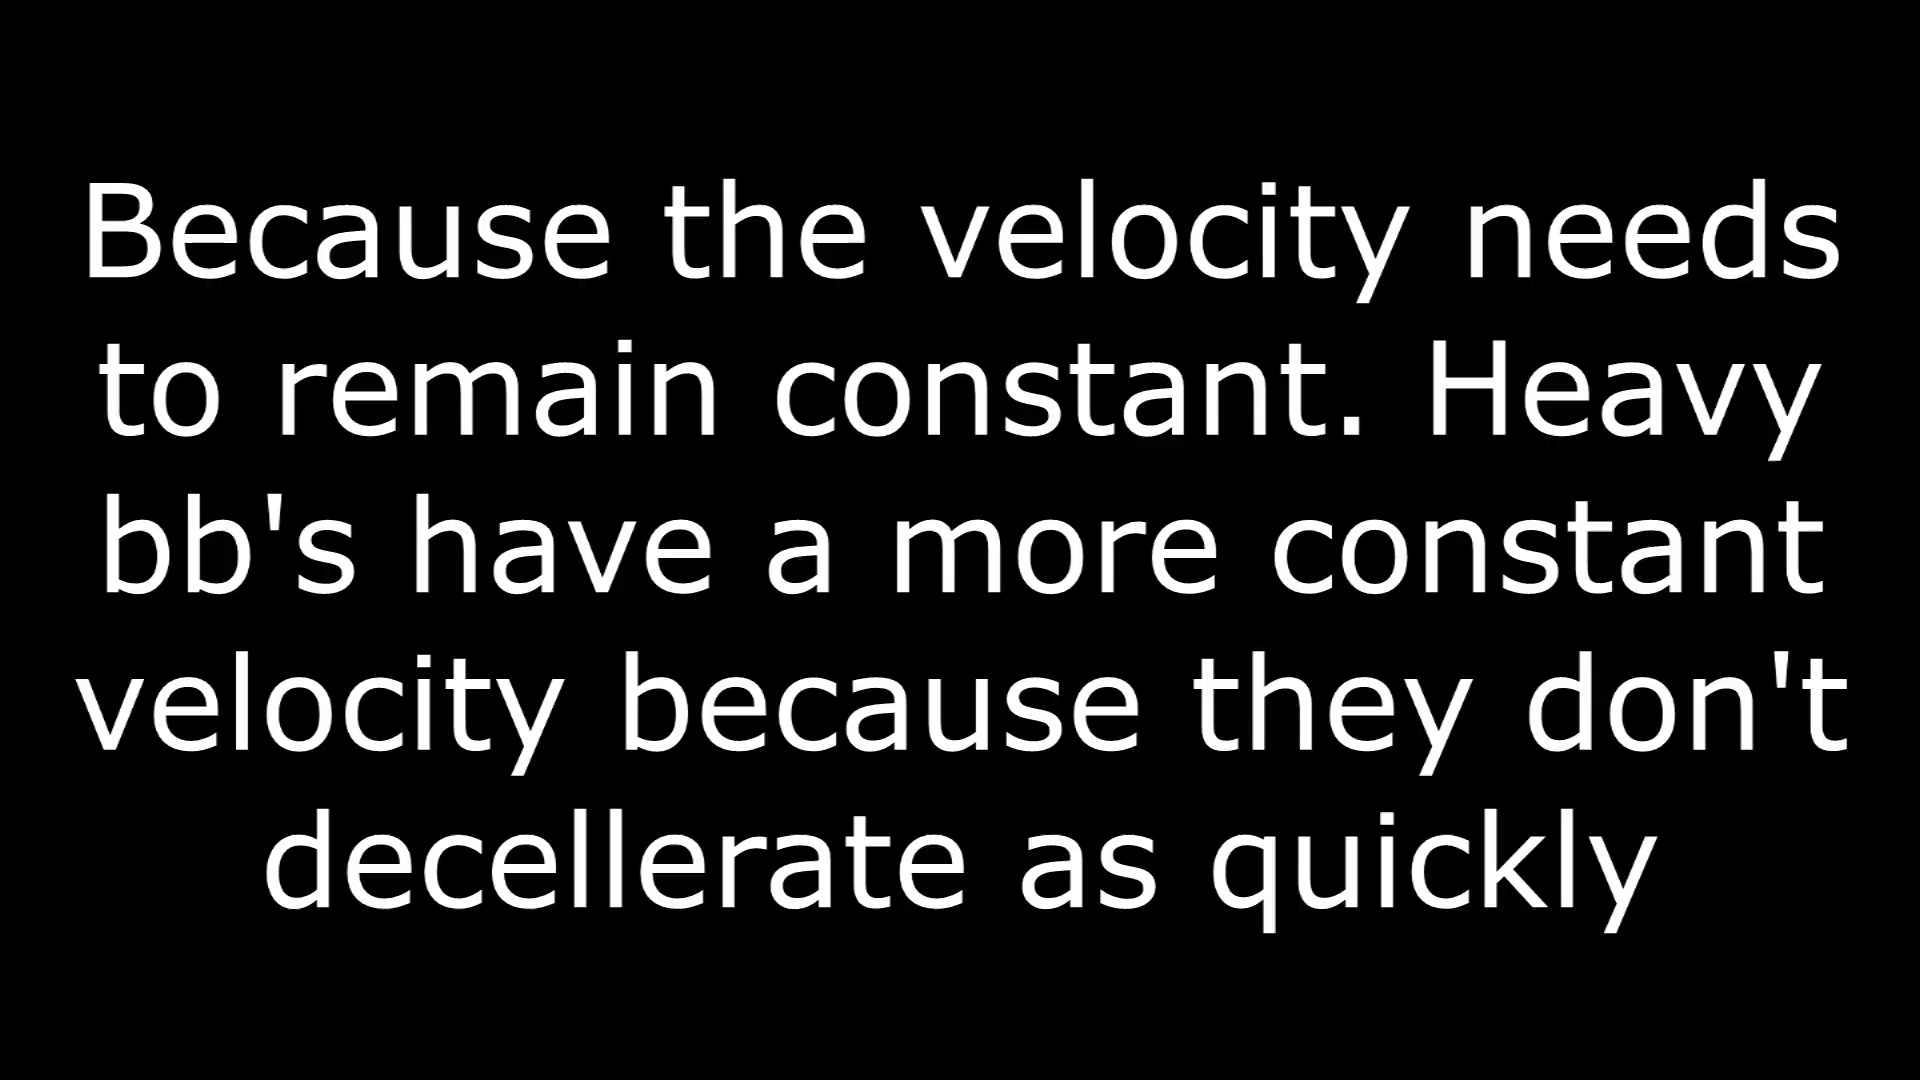 Because the velocity needs
to remain constant. Heavy
bb's have a more constant
velocity because they don't
decellerate as quickly